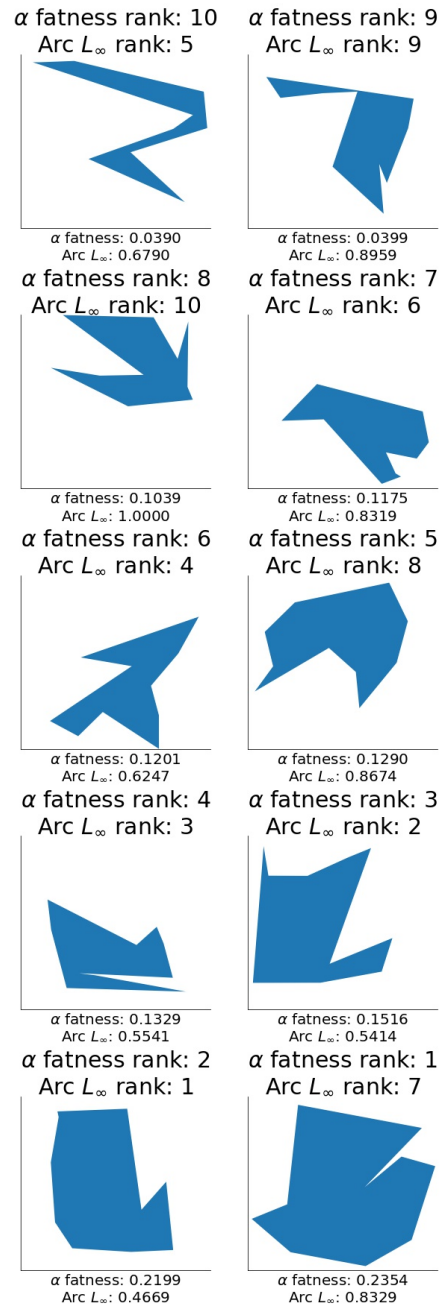 α fatness rank: 10
Arc L∞ rank: 5
α fatness: 0.0390
Arc L∞: 0.6790
α fatness rank: 9
Arc L∞ rank: 9
α fatness: 0.0399
Arc L∞: 0.8959
α fatness rank: 8
Arc L∞ rank: 10
α fatness: 0.1039
Arc L∞: 1.0000
α fatness rank: 7
Arc L∞ rank: 6
α fatness: 0.1175
Arc L∞: 0.8319
α fatness rank: 6
Arc L∞ rank: 4
α fatness: 0.1201
Arc L∞: 0.6247
α fatness rank: 5
Arc L∞ rank: 8
α fatness: 0.1290
Arc L∞: 0.8674
α fatness rank: 4
Arc L∞ rank: 3
α fatness: 0.1329
Arc L∞: 0.5541
α fatness rank: 3
Arc L∞ rank: 2
α fatness: 0.1516
Arc L∞: 0.5414
α fatness rank: 2
Arc L∞ rank: 1
α fatness: 0.2199
Arc L∞: 0.4669
α fatness rank: 1
Arc L∞ rank: 7
α fatness: 0.2354
Arc L∞: 0.8329